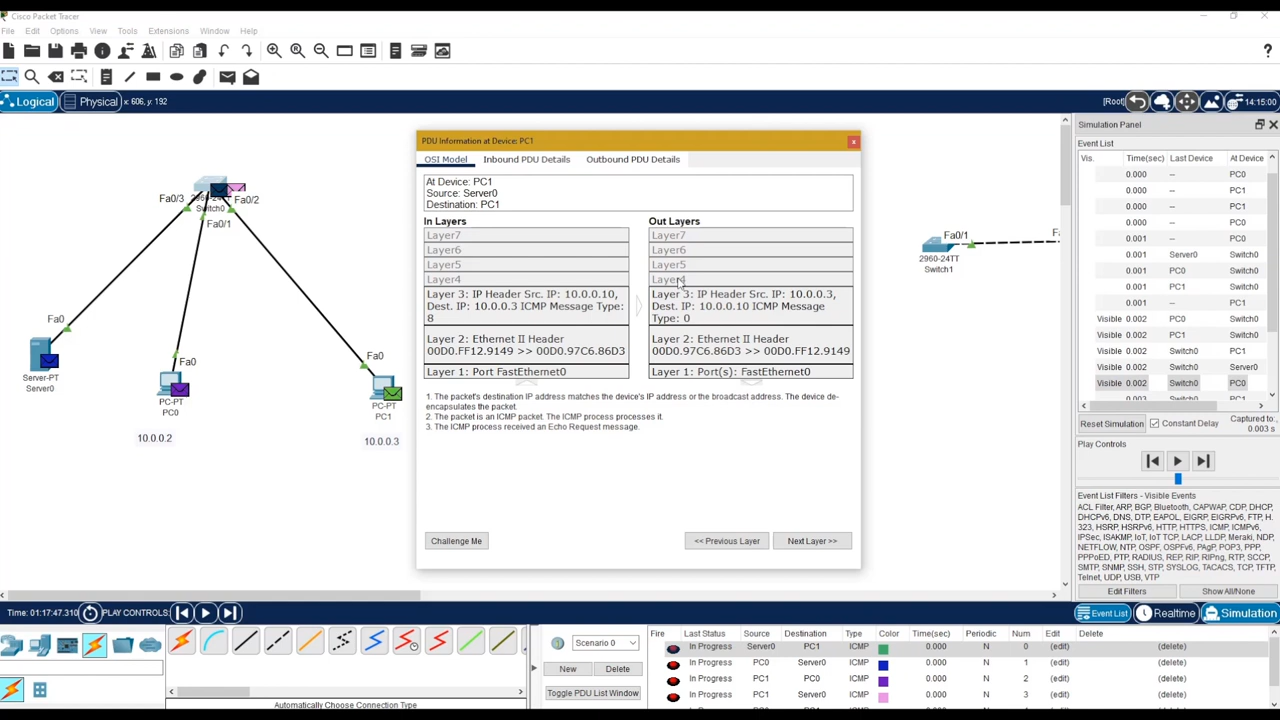 Cisco Packet Tracer
File Edit Options View Tools Extensions Window Help
Logical Physical x: 606, y: 192 [Root] 14:15:00
Fa0/3
2960-24TT
Switch0
Fa0/2
Fa0/1
Fa0
Server-PT
Server0
Fa0
PC-PT
PC0
10.0.0.2
Fa0
PC-PT
PC1
10.0.0.3
PDU Information at Device: PC1
OSI Model Inbound PDU Details Outbound PDU Details
At Device: PC1
Source: Server0
Destination: PC1
In Layers
Layer7
Layer6
Layer5
Layer4
Layer 3: IP Header Src. IP: 10.0.0.10,
Dest. IP: 10.0.0.3 ICMP Message Type:
8
Layer 2: Ethernet II Header
00D0.FF12.9149 >> 00D0.97C6.86D3
Layer 1: Port FastEthernet0
Out Layers
Layer7
Layer6
Layer5
Layer4
Layer 3: IP Header Src. IP: 10.0.0.3,
Dest. IP: 10.0.0.10 ICMP Message
Type: 0
Layer 2: Ethernet II Header
00D0.97C6.86D3 >> 00D0.FF12.9149
Layer 1: Port(s): FastEthernet0
1. The packet's destination IP address matches the device's IP address or the broadcast address. The device de-
encapsulates the packet.
2. The packet is an ICMP packet. The ICMP process processes it.
3. The ICMP process received an Echo Request message.
Challenge Me << Previous Layer Next Layer >>
Fa0/1
2960-24TT
Switch1
Simulation Panel
Event List
Vis. Time(sec) Last Device At Device
0.000 -- PC0
0.000 -- PC1
0.000 -- PC1
0.000 -- PC0
0.001 -- PC0
0.001 Server0 Switch0
0.001 PC0 Switch0
0.001 PC1 Switch0
0.001 -- PC1
Visible 0.002 PC0 Switch0
Visible 0.002 PC1 Switch0
Visible 0.002 Switch0 PC1
Visible 0.002 Switch0 Server0
Visible 0.002 Switch0 PC0
Reset Simulation Constant Delay Captured to:
0.003 s
Play Controls
Event List Filters - Visible Events
ACL Filter, ARP, BGP, Bluetooth, CAPWAP, CDP, DHCP,
DHCPv6, DNS, DTP, EAPOL, EIGRP, EIGRPv6, FTP, H.
323, HSRP, HSRPv6, HTTP, HTTPS, ICMP, ICMPv6,
IPSec, ISAKMP, IoT, IoT TCP, LACP, LLDP, Meraki, NDP,
NETFLOW, NTP, OSPF, OSPFv6, PAgP, POP3, PPP,
PPPoED, PTP, RADIUS, REP, RIP, RIPng, RTP, SCCP,
SMTP, SNMP, SSH, STP, SYSLOG, TACACS, TCP, TFTP,
Telnet, UDP, USB, VTP
Edit Filters Show All/None
Time: 01:17:47.310 PLAY CONTROLS: Event List Realtime Simulation
Automatically Choose Connection Type
Scenario 0
New Delete
Toggle PDU List Window
Fire Last Status Source Destination Type Color Time(sec) Periodic Num Edit Delete
In Progress Server0 PC1 ICMP 0.000 N 0 (edit) (delete)
In Progress PC0 Server0 ICMP 0.000 N 1 (edit) (delete)
In Progress PC1 PC0 ICMP 0.000 N 2 (edit) (delete)
In Progress PC1 Server0 ICMP 0.000 N 3 (edit) (delete)